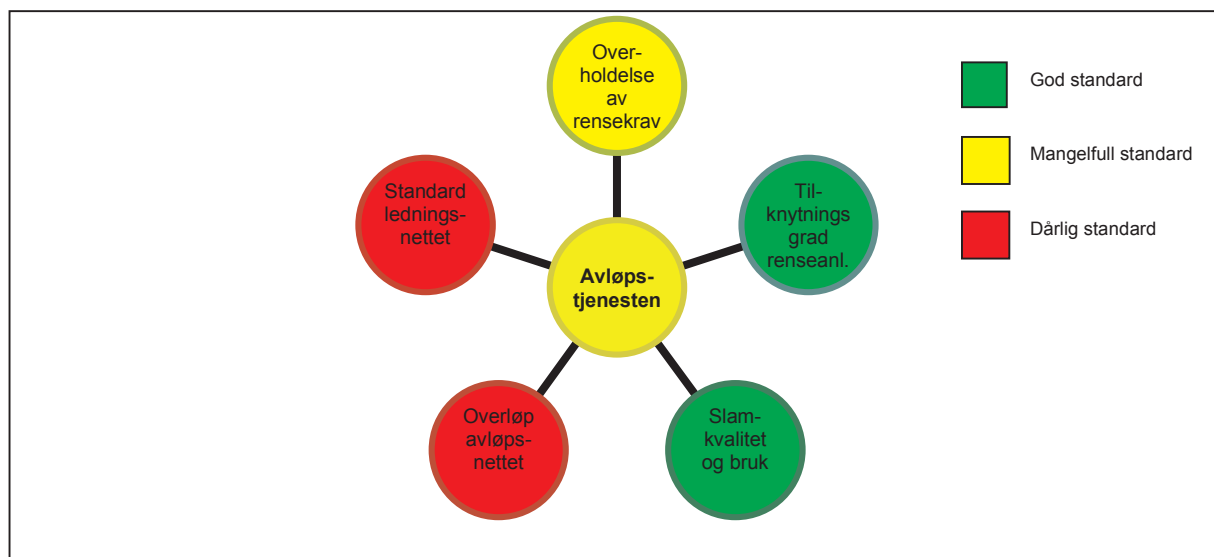 Over-
holdelse
av
rensekrav
Til-
knytnings
grad
renseanl.
Slam-
kvalitet
og bruk
Overløp
avløps-
nettet
Standard
lednings-
nettet
Avløps-
tjenesten
God standard
Mangelfull standard
Dårlig standard